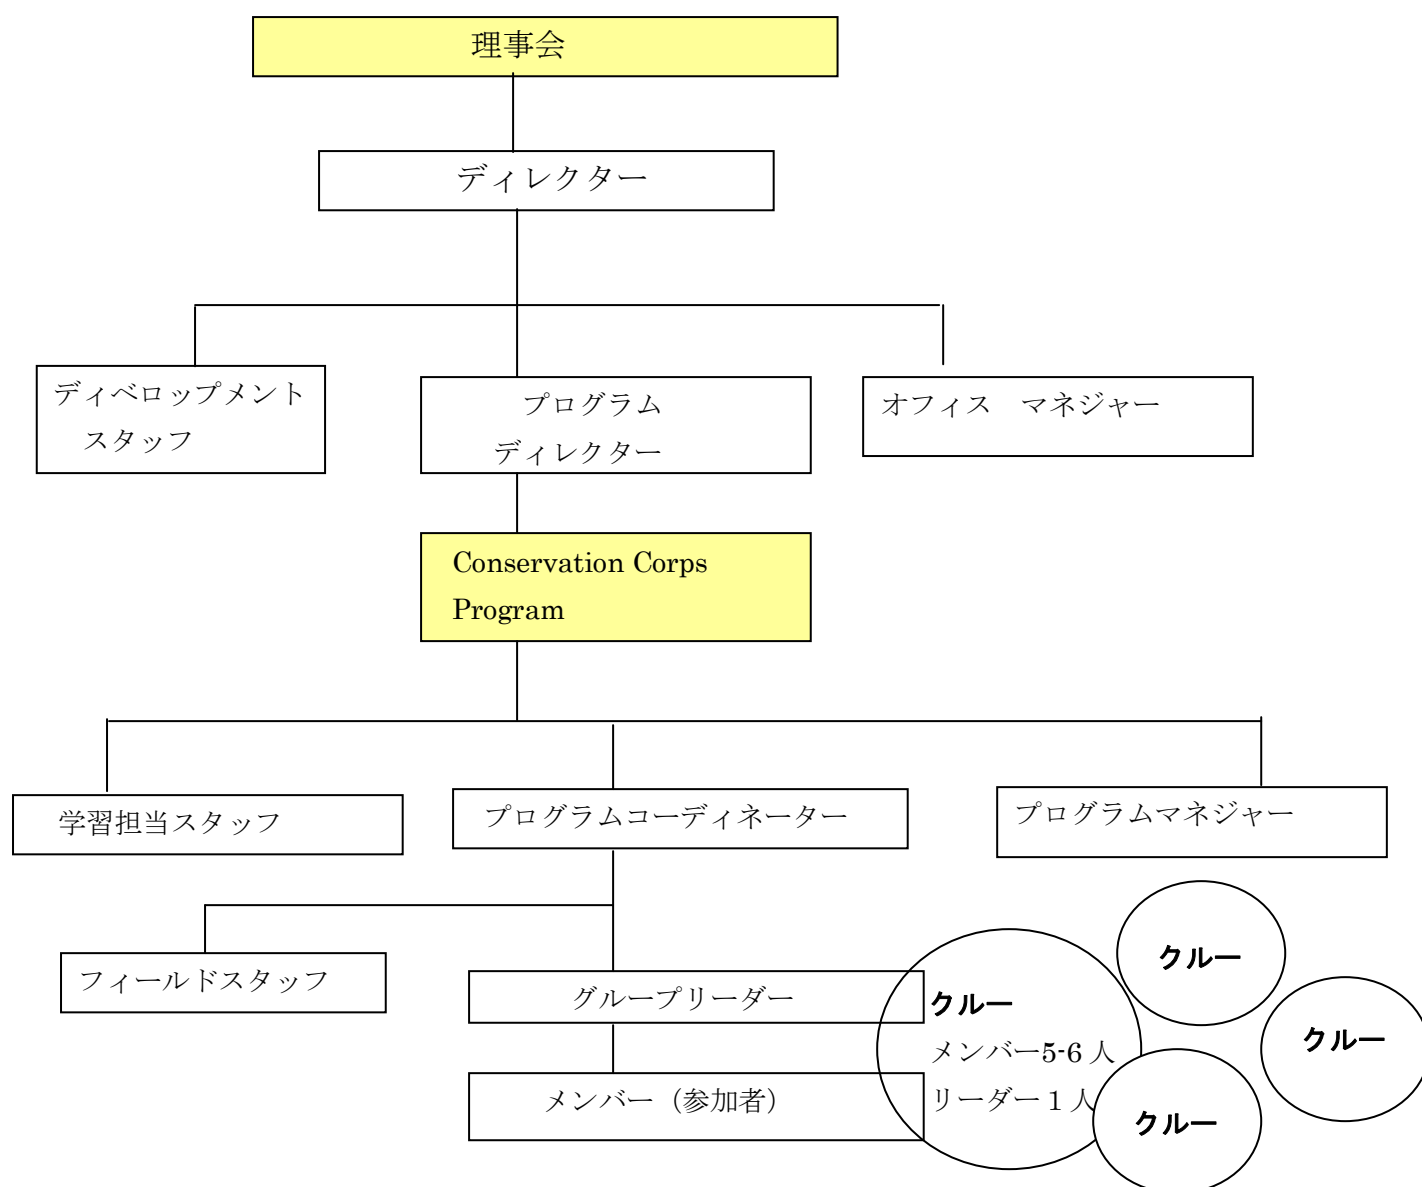 理事会
ディレクター
ディベロップメント
スタッフ
プログラム
ディレクター
オフィス　マネジャー
Conservation Corps
Program
学習担当スタッフ
プログラムコーディネーター
プログラムマネジャー
フィールドスタッフ
グループリーダー
メンバー（参加者）
クルー
メンバー5-6 人
リーダー 1 人
クルー
クルー
クルー